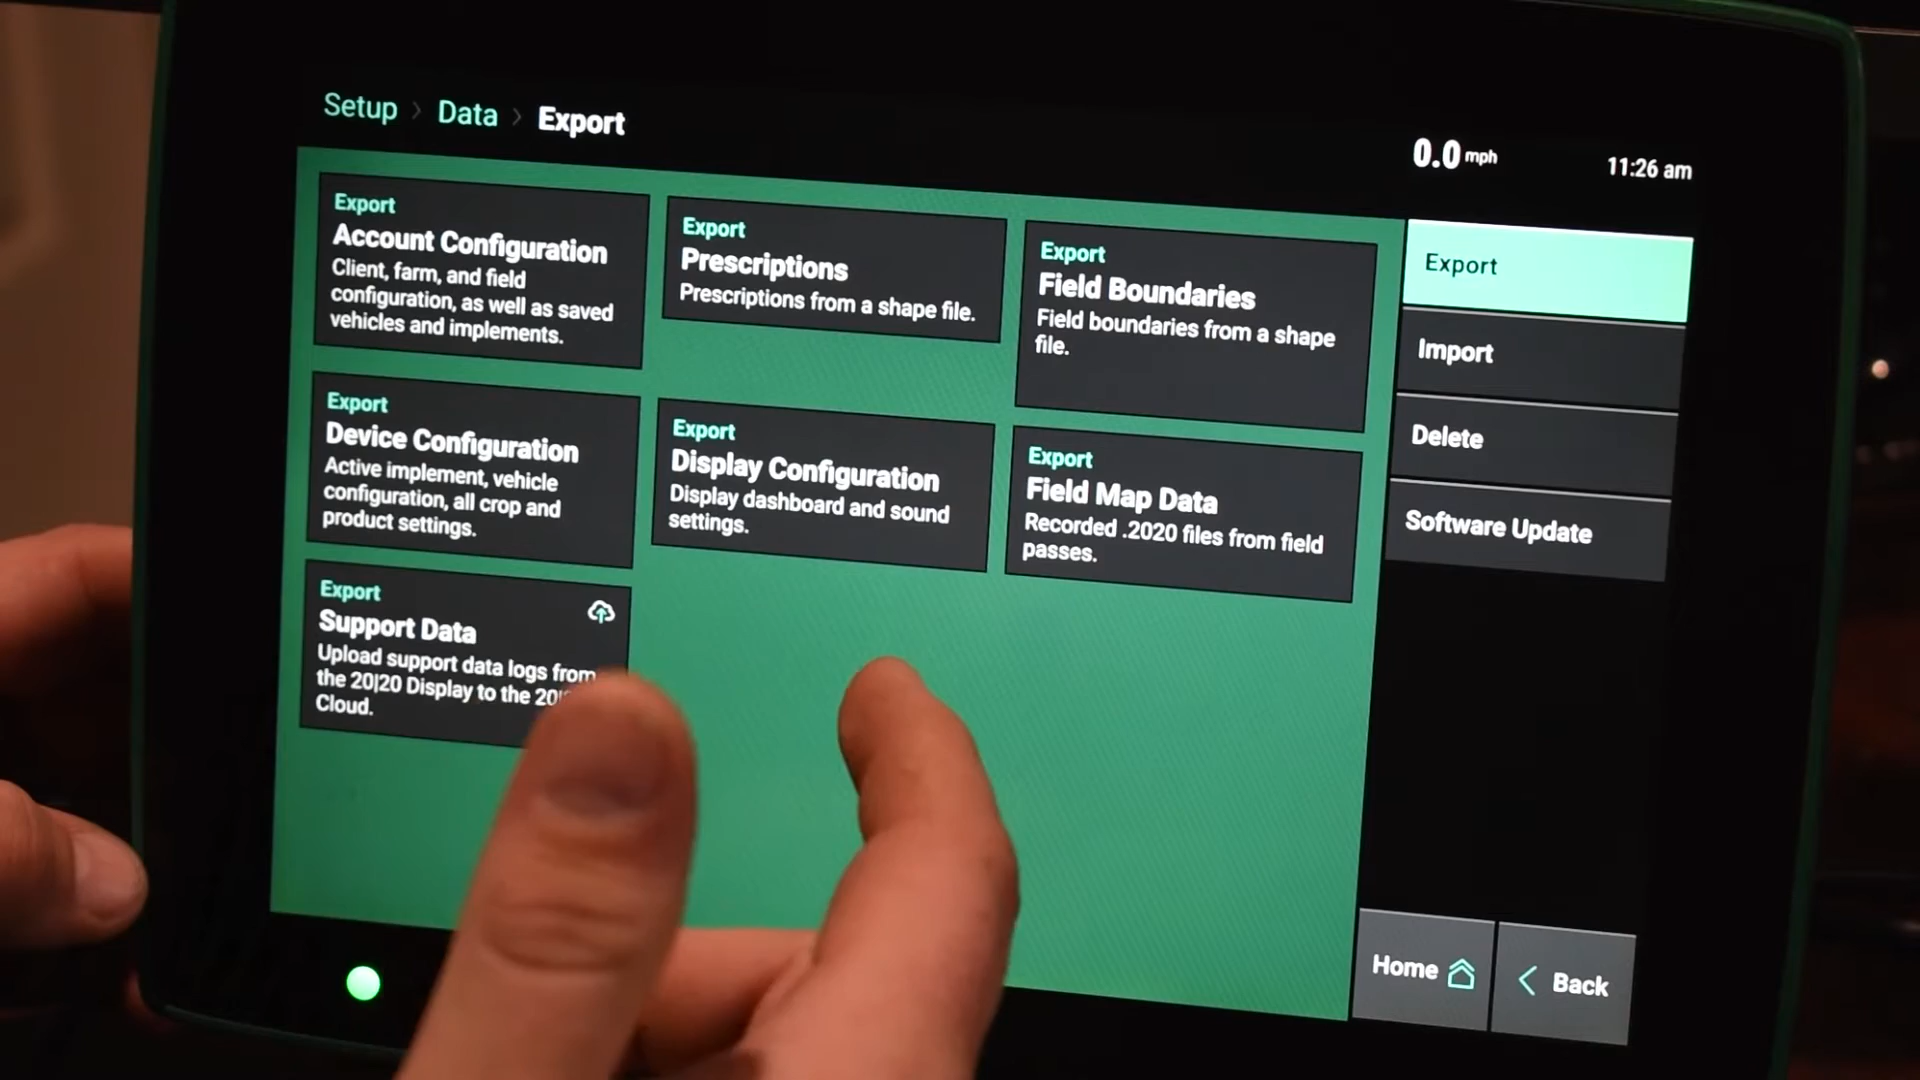 Setup > Data > Export
0.0 mph
11:26 am
Export
Account Configuration
Client, farm, and field
configuration, as well as saved
vehicles and implements.
Export
Prescriptions
Prescriptions from a shape file.
Export
Field Boundaries
Field boundaries from a shape
file.
Export
Device Configuration
Active implement, vehicle
configuration, all crop and
product settings.
Export
Display Configuration
Display dashboard and sound
settings.
Export
Field Map Data
Recorded .2020 files from field
passes.
Export
Support Data
Upload support data logs from
the 20|20 Display to the
Cloud.
Export
Import
Delete
Software Update
Home
Back